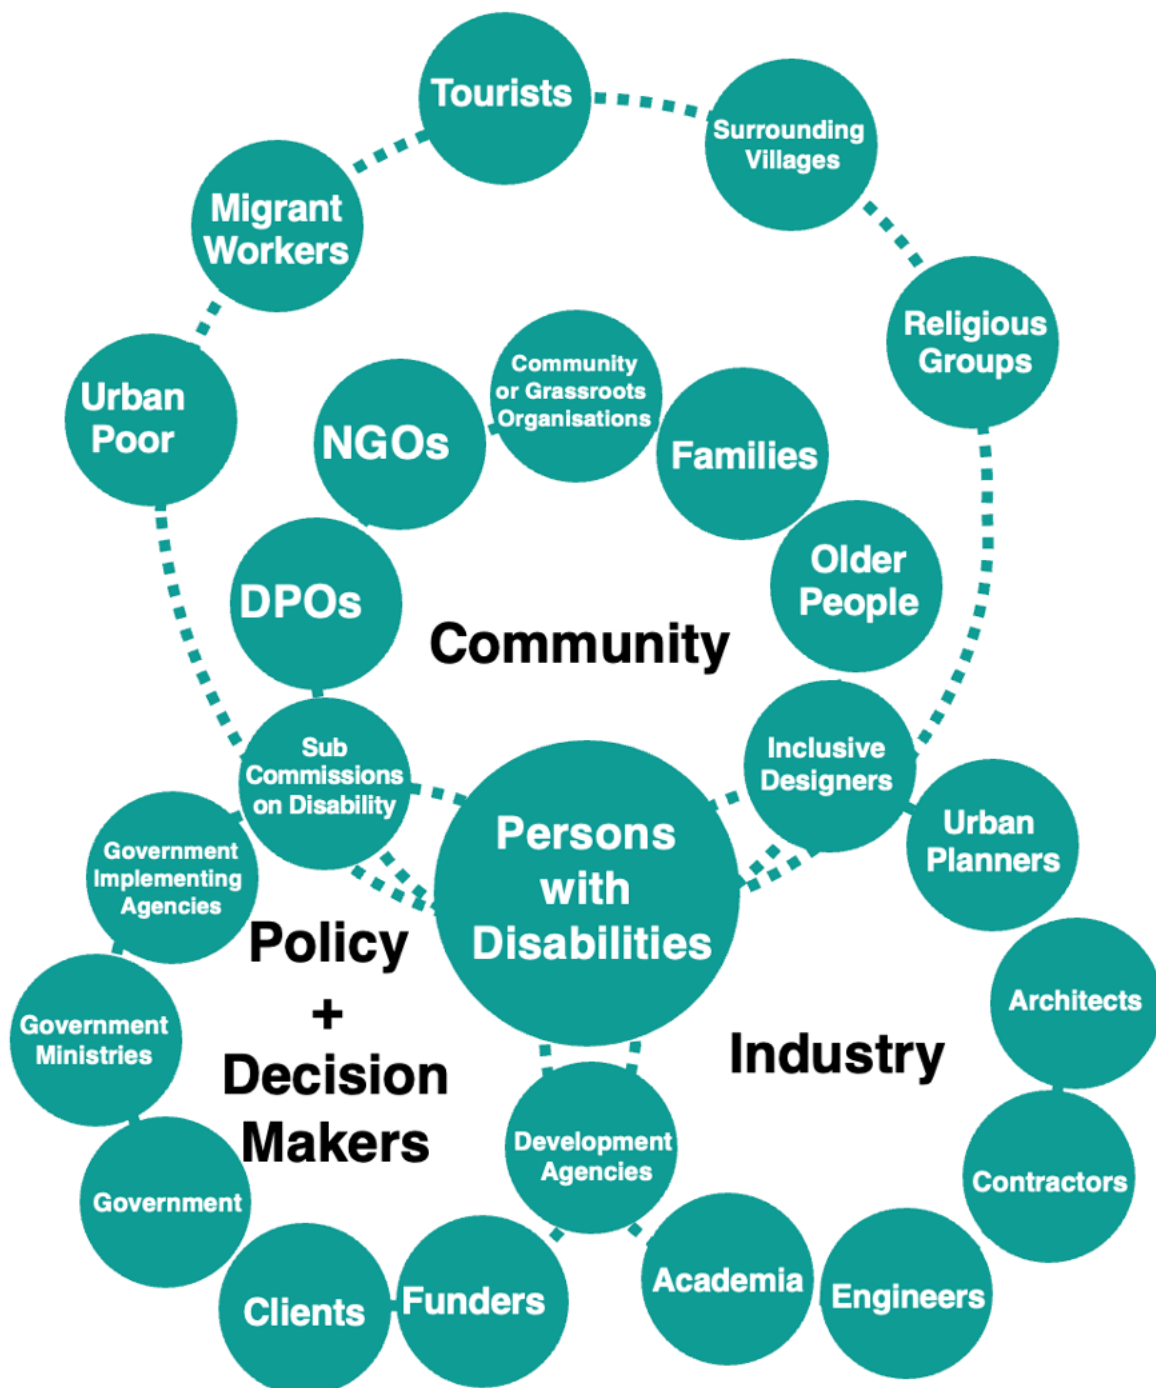 Tourists
Surrounding
Villages
Migrant
Workers
Religious
Groups
Urban
Poor
Community
or Grassroots
Organisations
NGOs
Families
Older
People
DPOs
Community
Sub
Commissions
on Disability
Inclusive
Designers
Persons
with
Disabilities
Urban
Planners
Government
Implementing
Agencies
Policy
+
Decision
Makers
Architects
Government
Ministries
Industry
Development
Agencies
Contractors
Government
Academia
Engineers
Clients
Funders